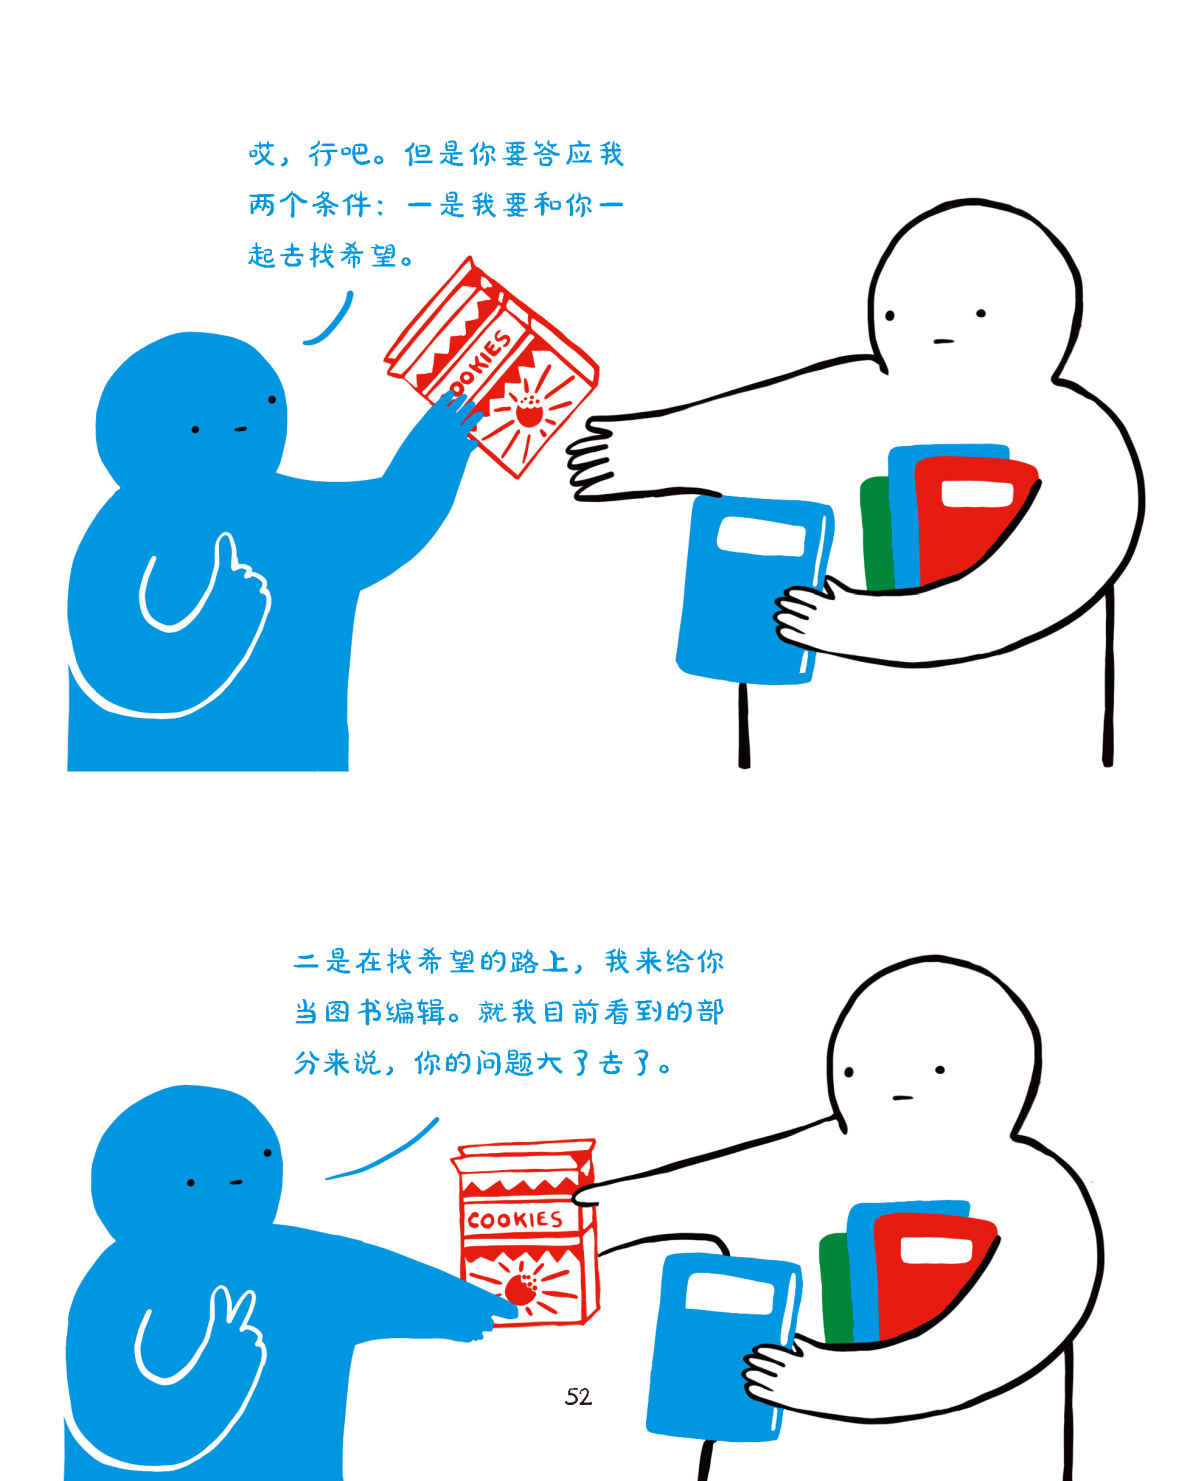 哎，行吧。但是你要答应我
两个条件：一是我要和你一
起去找希望。
COOKIES
二是在找希望的路上，我来给你
当图书编辑。就我目前看到的部
分来说，你的问题大了去了。
COOKIES
52